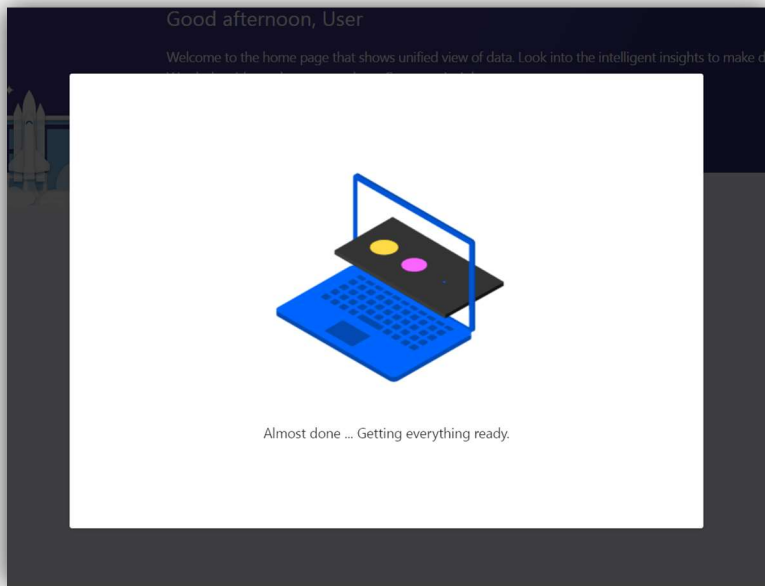 Good afternoon, User
Welcome to the home page that shows unified view of data. Look into the intelligent insights to make d
Almost done ... Getting everything ready.